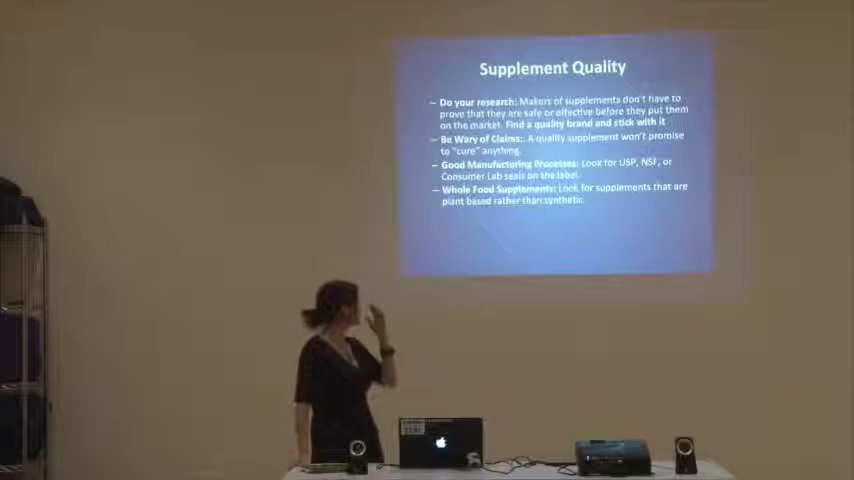 Supplement Quality
– Do your research: Makers of supplements don't have to
prove that they are safe or effective before they put them
on the market. Find a quality brand and stick with it
– Be Wary of Claims:: A quality supplement won't promise
to "cure" anything.
– Good Manufacturing Processes: Look for USP, NSF, or
Consumer Lab seals on the label.
– Whole Food Supplements: Look for supplements that are
plant based rather than synthetic.